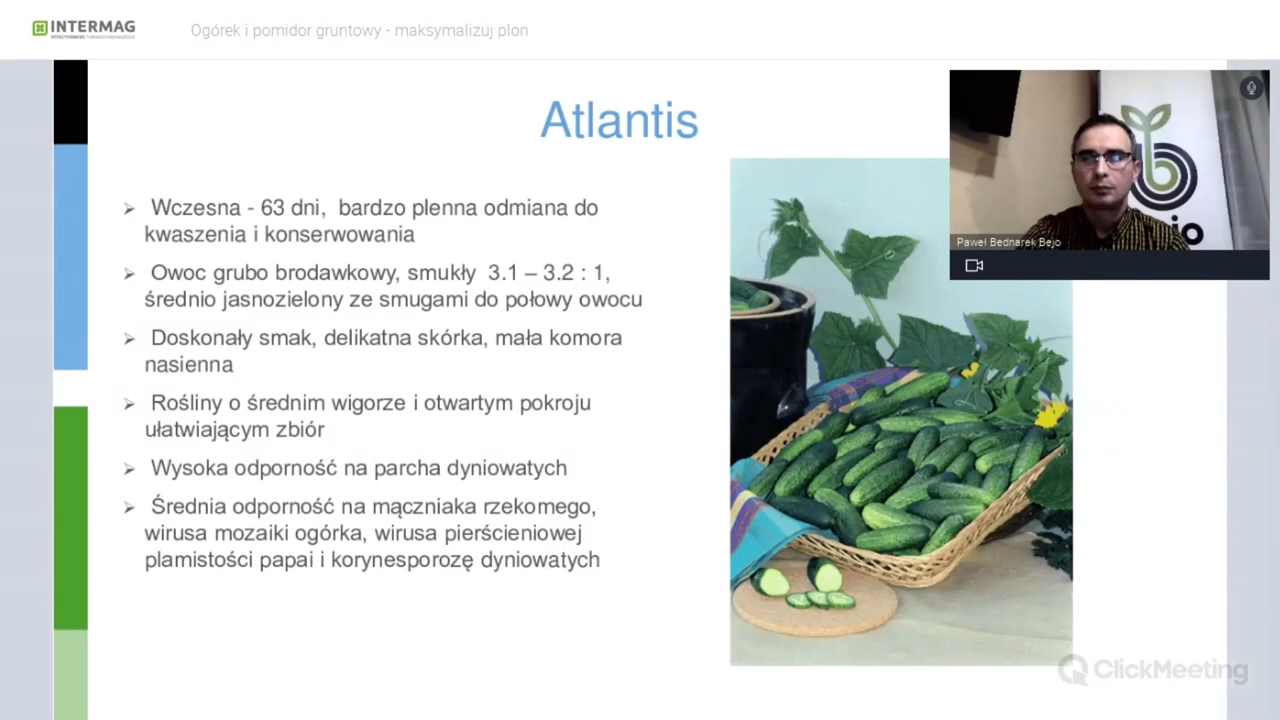 INTERMAG
Ogórek i pomidor gruntowy - maksymalizuj plon
Atlantis
Wczesna - 63 dni, bardzo plenna odmiana do
kwaszenia i konserwowania
Owoc grubo brodawkowy, smukły 3.1 – 3.2 : 1,
średnio jasnozielony ze smugami do połowy owocu
Doskonały smak, delikatna skórka, mała komora
nasienna
Rośliny o średnim wigorze i otwartym pokroju
ułatwiającym zbiór
Wysoka odporność na parcha dyniowatych
Średnia odporność na mączniaka rzekomego,
wirusa mozaiki ogórka, wirusa pierścieniowej
plamistości papai i korynesporozę dyniowatych
Paweł Bednarek Bejo
ClickMeeting